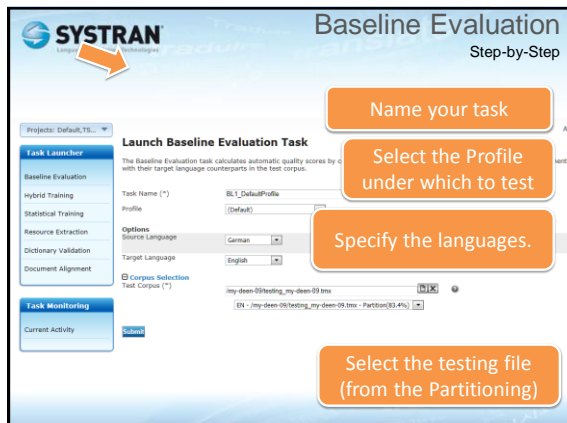 SYSTRAN
Baseline Evaluation
Step-by-Step
Name your task
Projects: Default,TS...
Launch Baseline Evaluation Task
Task Launcher
The Baseline Evaluation task calculates automatic quality scores by c
with their target language counterparts in the test corpus.
Select the Profile
under which to test
Baseline Evaluation
Hybrid Training
Task Name (*)
BL1_DefaultProfile
Statistical Training
Profile
(Default)
Resource Extraction
Options
Source Language
German
Specify the languages.
Dictionary Validation
Document Alignment
Target Language
English
Corpus Selection
Test Corpus (*)
/my-deen-09/testing_my-deen-09.tmx
EN - /my-deen-09/testing_my-deen-09.tmx - Partition(83.4%)
Task Monitoring
Current Activity
Submit
Select the testing file
(from the Partitioning)